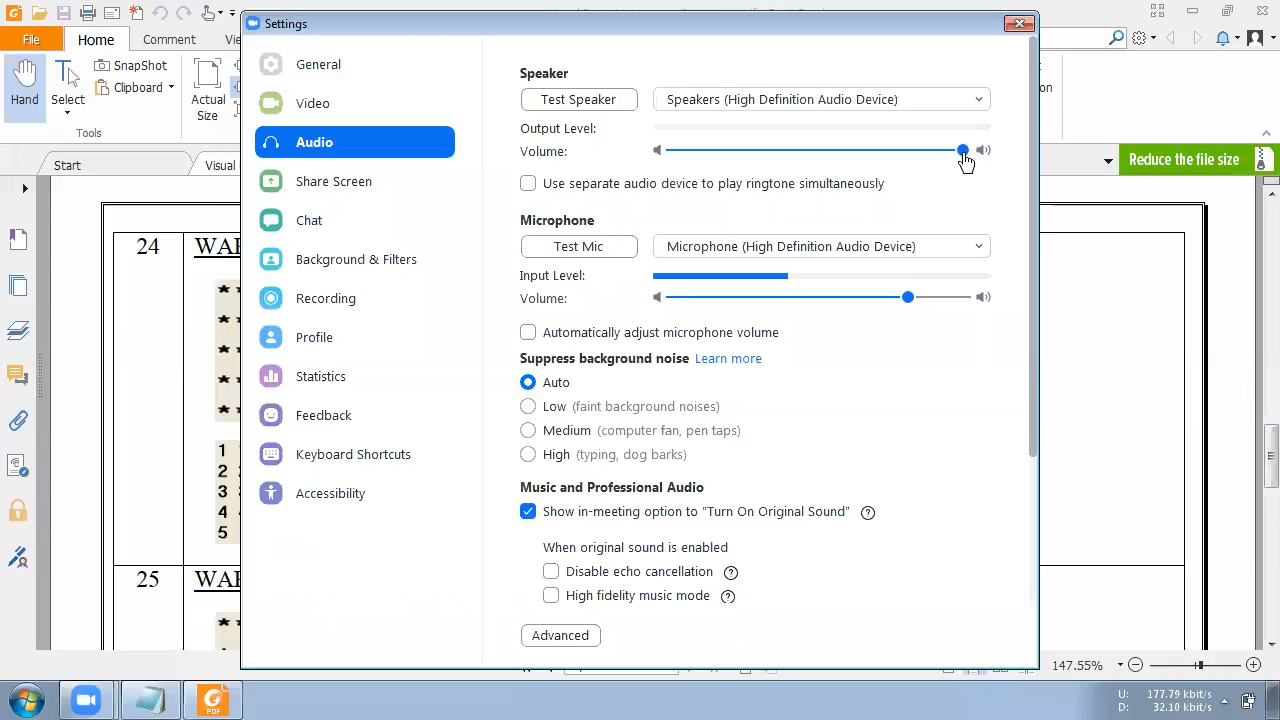 Settings
File
Home
Comment
SnapShot
Clipboard
Hand
Select
Actual
Size
Tools
Start
Visual
Reduce the file size
General
Video
Audio
Share Screen
Chat
Background & Filters
Recording
Profile
Statistics
Feedback
Keyboard Shortcuts
Accessibility
Speaker
Test Speaker
Speakers (High Definition Audio Device)
Output Level:
Volume:
Use separate audio device to play ringtone simultaneously
Microphone
Test Mic
Microphone (High Definition Audio Device)
Input Level:
Volume:
Automatically adjust microphone volume
Suppress background noise Learn more
Auto
Low (faint background noises)
Medium (computer fan, pen taps)
High (typing, dog barks)
Music and Professional Audio
Show in-meeting option to "Turn On Original Sound"
When original sound is enabled
Disable echo cancellation
High fidelity music mode
Advanced
24
* *
* *
* *
* *
* *
1
2
3
4
5
25
* *
147.55%
PDF
U: 177.79 kbit/s
D: 32.10 kbit/s